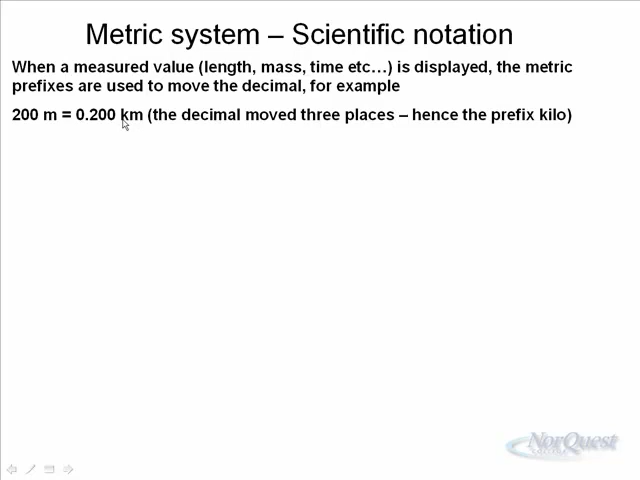 Metric system – Scientific notation
When a measured value (length, mass, time etc…) is displayed, the metric
prefixes are used to move the decimal, for example
200 m = 0.200 km (the decimal moved three places – hence the prefix kilo)
NorQuest